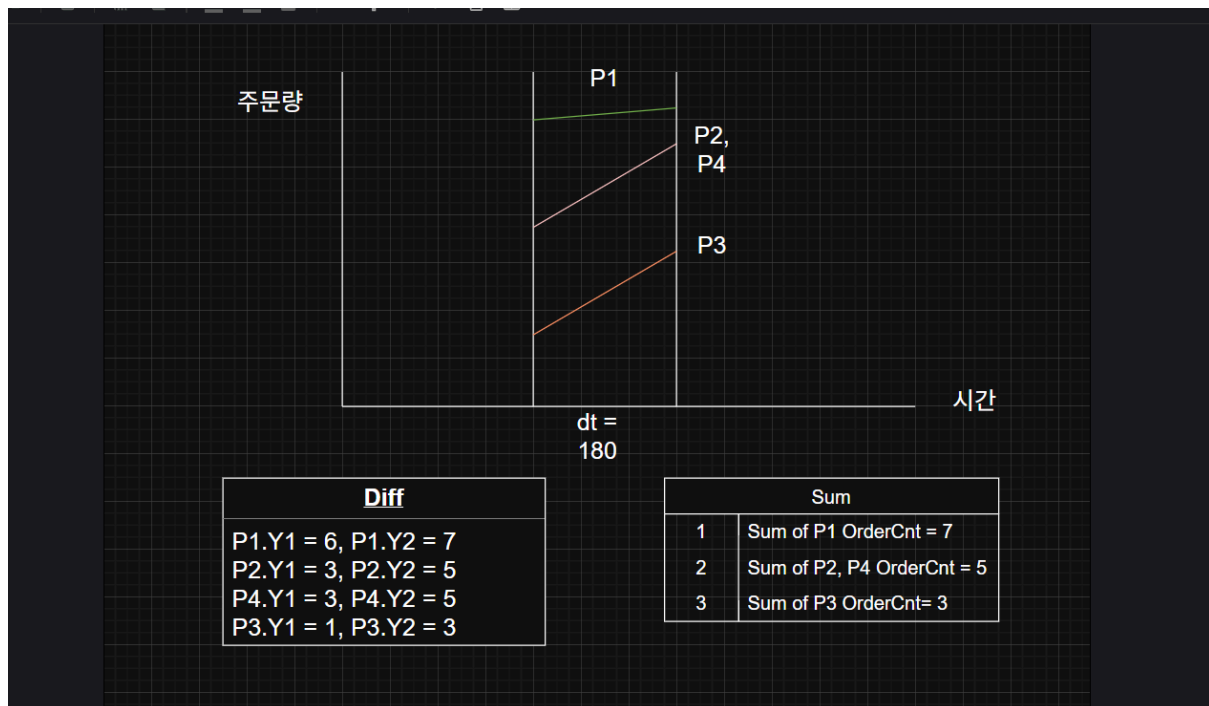 P1
주문량
P2,
P4
P3
시간
dt =
180
Diff
P1.Y1 = 6, P1.Y2 = 7
P2.Y1 = 3, P2.Y2 = 5
P4.Y1 = 3, P4.Y2 = 5
P3.Y1 = 1, P3.Y2 = 3
Sum
1 Sum of P1 OrderCnt = 7
2 Sum of P2, P4 OrderCnt = 5
3 Sum of P3 OrderCnt= 3